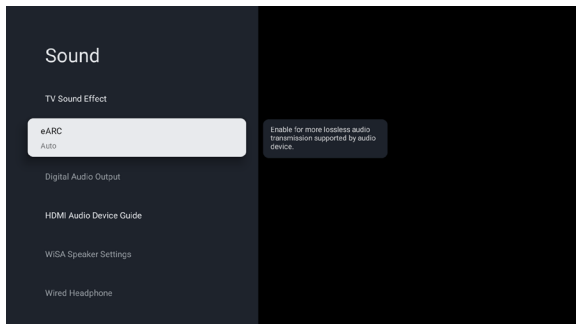 Sound
TV Sound Effect
eARC
Auto
Enable for more lossless audio
transmission supported by audio
device.
Digital Audio Output
HDMI Audio Device Guide
WiSA Speaker Settings
Wired Headphone